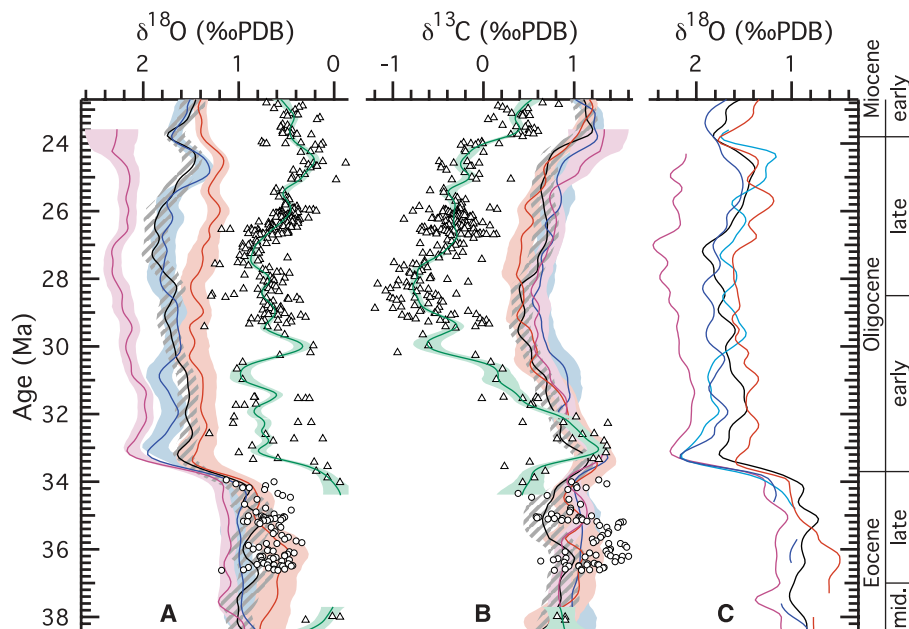 δ18O (‰PDB) δ13C (‰PDB) δ18O (‰PDB)
2 1 0 -1 0 1 2 1
Miocene early
24
26
28
30
32
34
36
38
Age (Ma)
Oligocene late early
Eocene late mid.
A B C